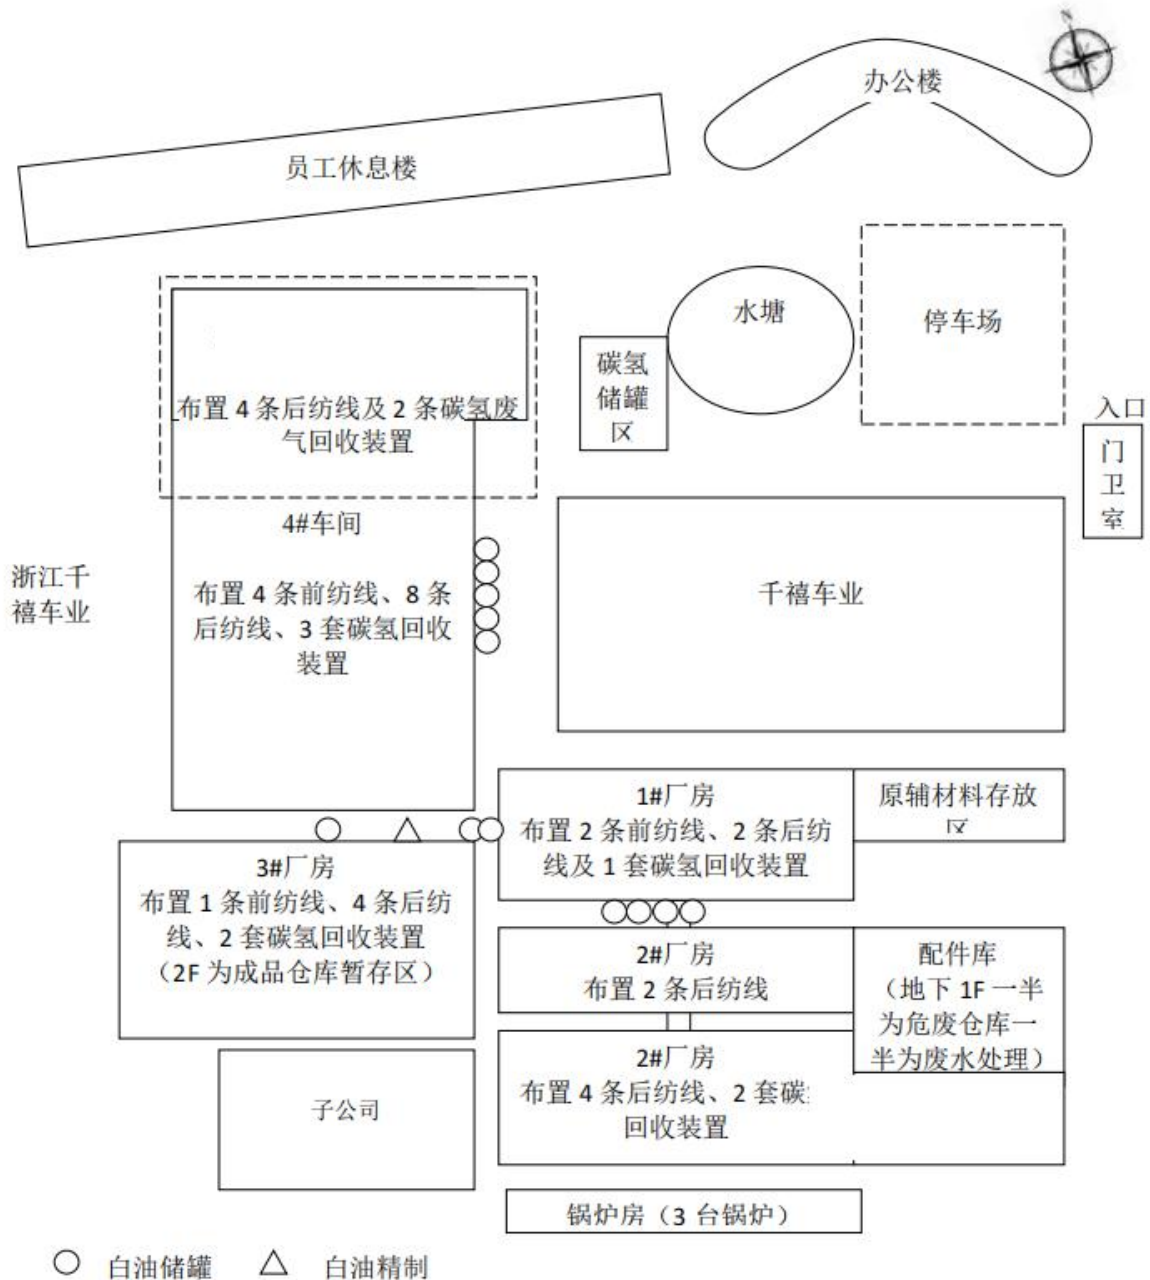 N
办公楼
员工休息楼
水塘
停车场
碳氢
储罐
区
入口
门
卫
室
布置 4 条后纺线及 2 条碳氢废
气回收装置
4#车间
布置 4 条前纺线、8 条
后纺线、3 套碳氢回收
装置
浙江千
禧车业
千禧车业
1#厂房
布置 2 条前纺线、2 条后纺
线及 1 套碳氢回收装置
原辅材料存放
区
3#厂房
布置 1 条前纺线、4 条后纺
线、2 套碳氢回收装置
（2F 为成品仓库暂存区）
2#厂房
布置 2 条后纺线
配件库
（地下 1F 一半
为危废仓库一
半为废水处理）
2#厂房
布置 4 条后纺线、2 套碳
回收装置
子公司
锅炉房（3 台锅炉）
白油储罐
白油精制